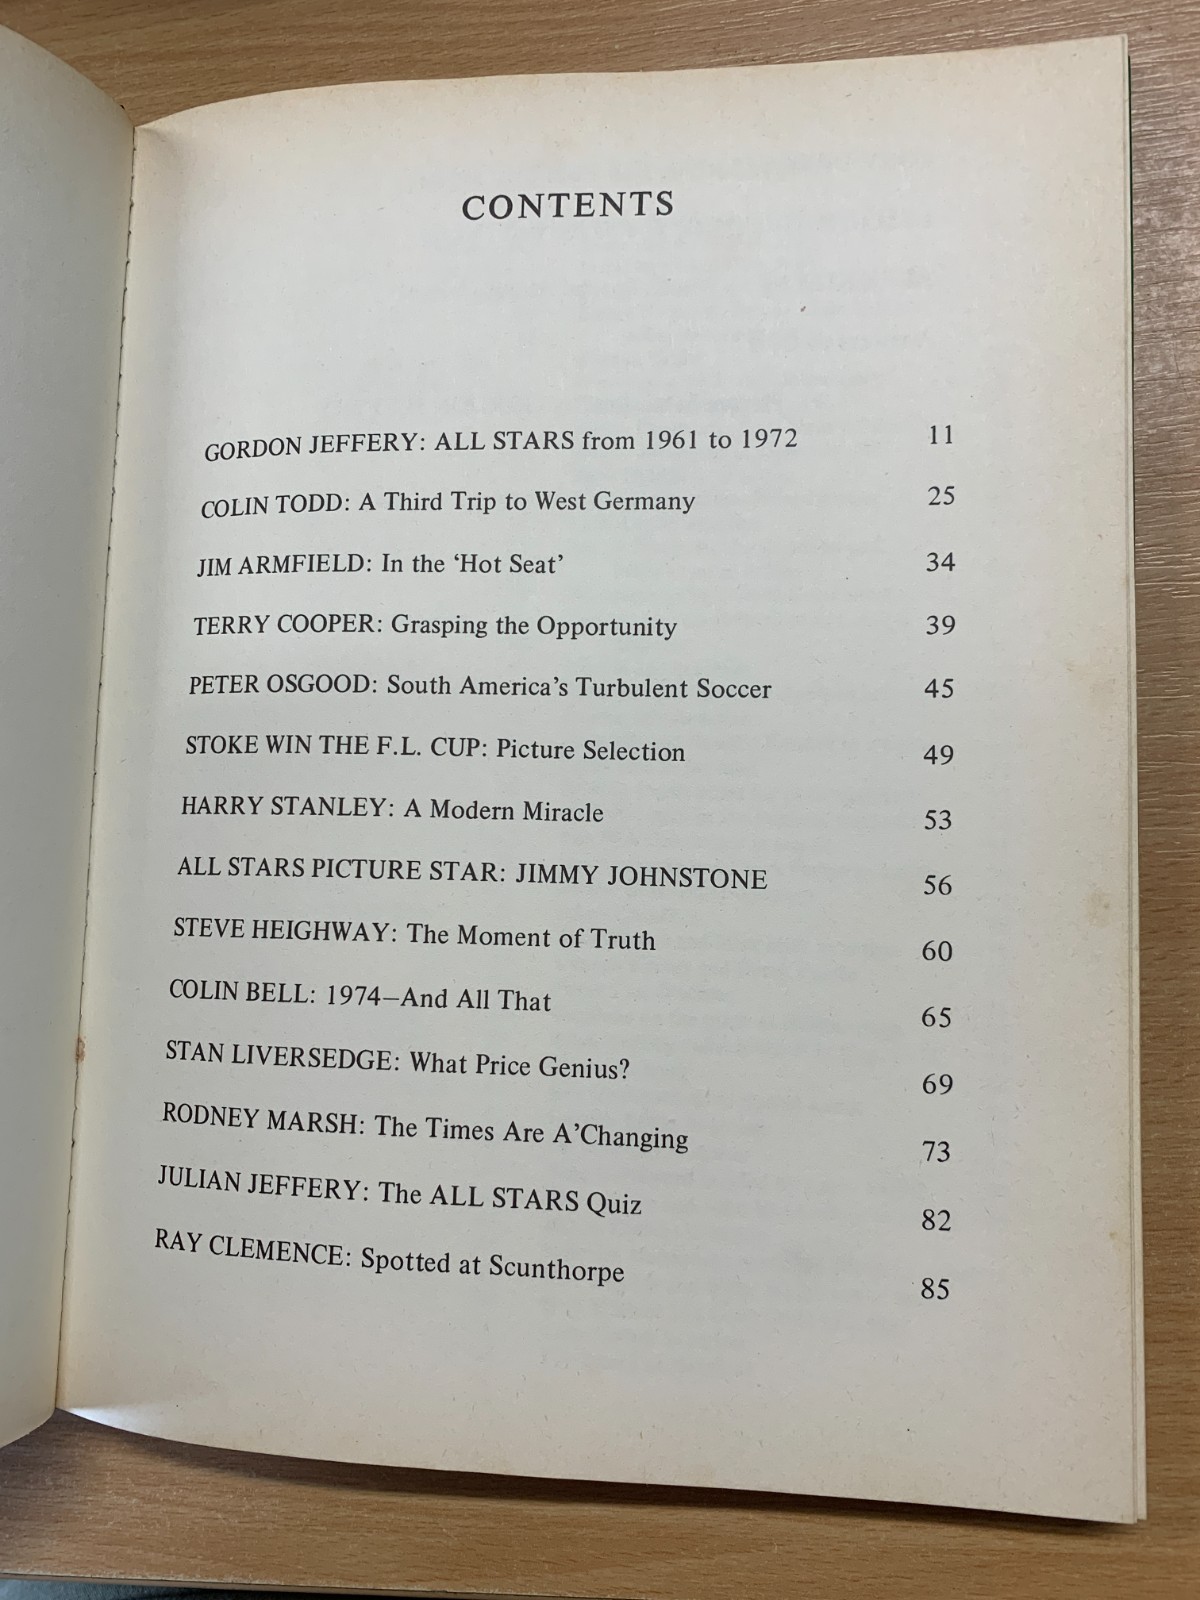 CONTENTS
GORDON JEFFERY: ALL STARS from 1961 to 1972 11
COLIN TODD: A Third Trip to West Germany 25
JIM ARMFIELD: In the ‘Hot Seat’ 34
TERRY COOPER: Grasping the Opportunity 39
PETER OSGOOD: South America’s Turbulent Soccer 45
STOKE WIN THE F.L. CUP: Picture Selection 49
HARRY STANLEY: A Modern Miracle 53
ALL STARS PICTURE STAR: JIMMY JOHNSTONE 56
STEVE HEIGHWAY: The Moment of Truth 60
COLIN BELL: 1974–And All That 65
STAN LIVERSEDGE: What Price Genius? 69
RODNEY MARSH: The Times Are A’Changing 73
JULIAN JEFFERY: The ALL STARS Quiz 82
RAY CLEMENCE: Spotted at Scunthorpe 85